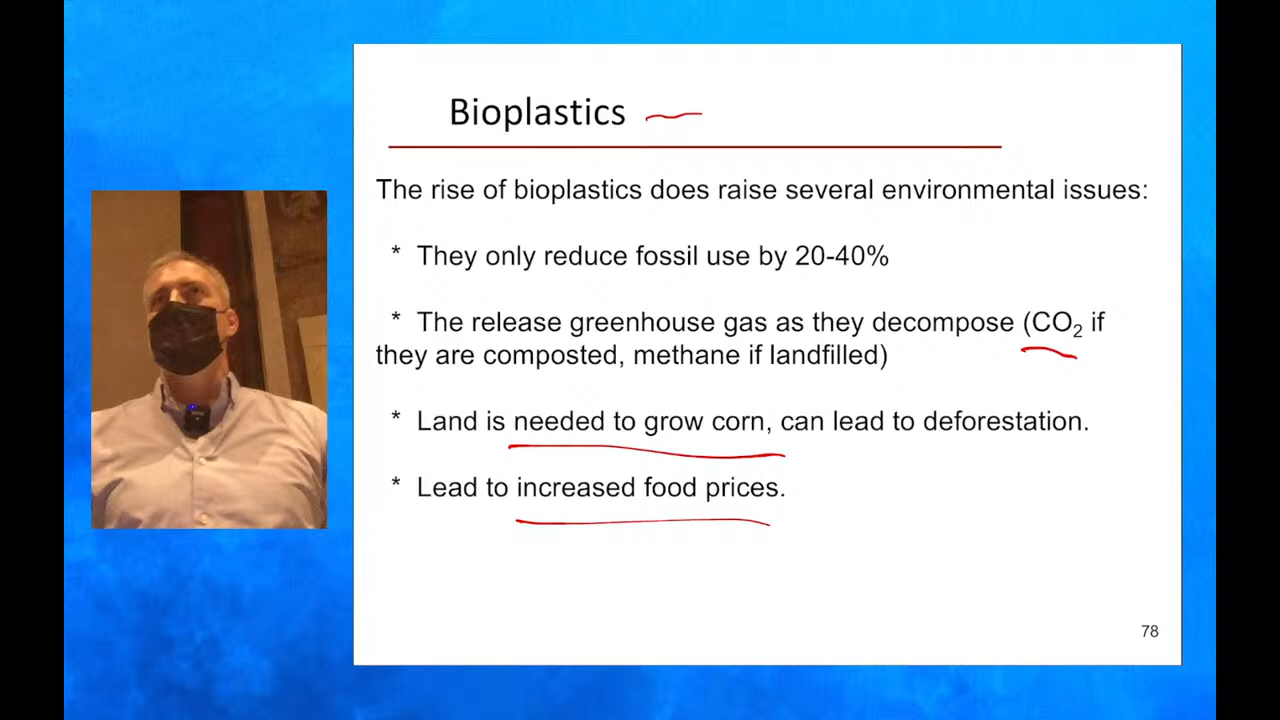 Bioplastics
The rise of bioplastics does raise several environmental issues:
* They only reduce fossil use by 20-40%
* The release greenhouse gas as they decompose (CO₂ if
they are composted, methane if landfilled)
* Land is needed to grow corn, can lead to deforestation.
* Lead to increased food prices.
78